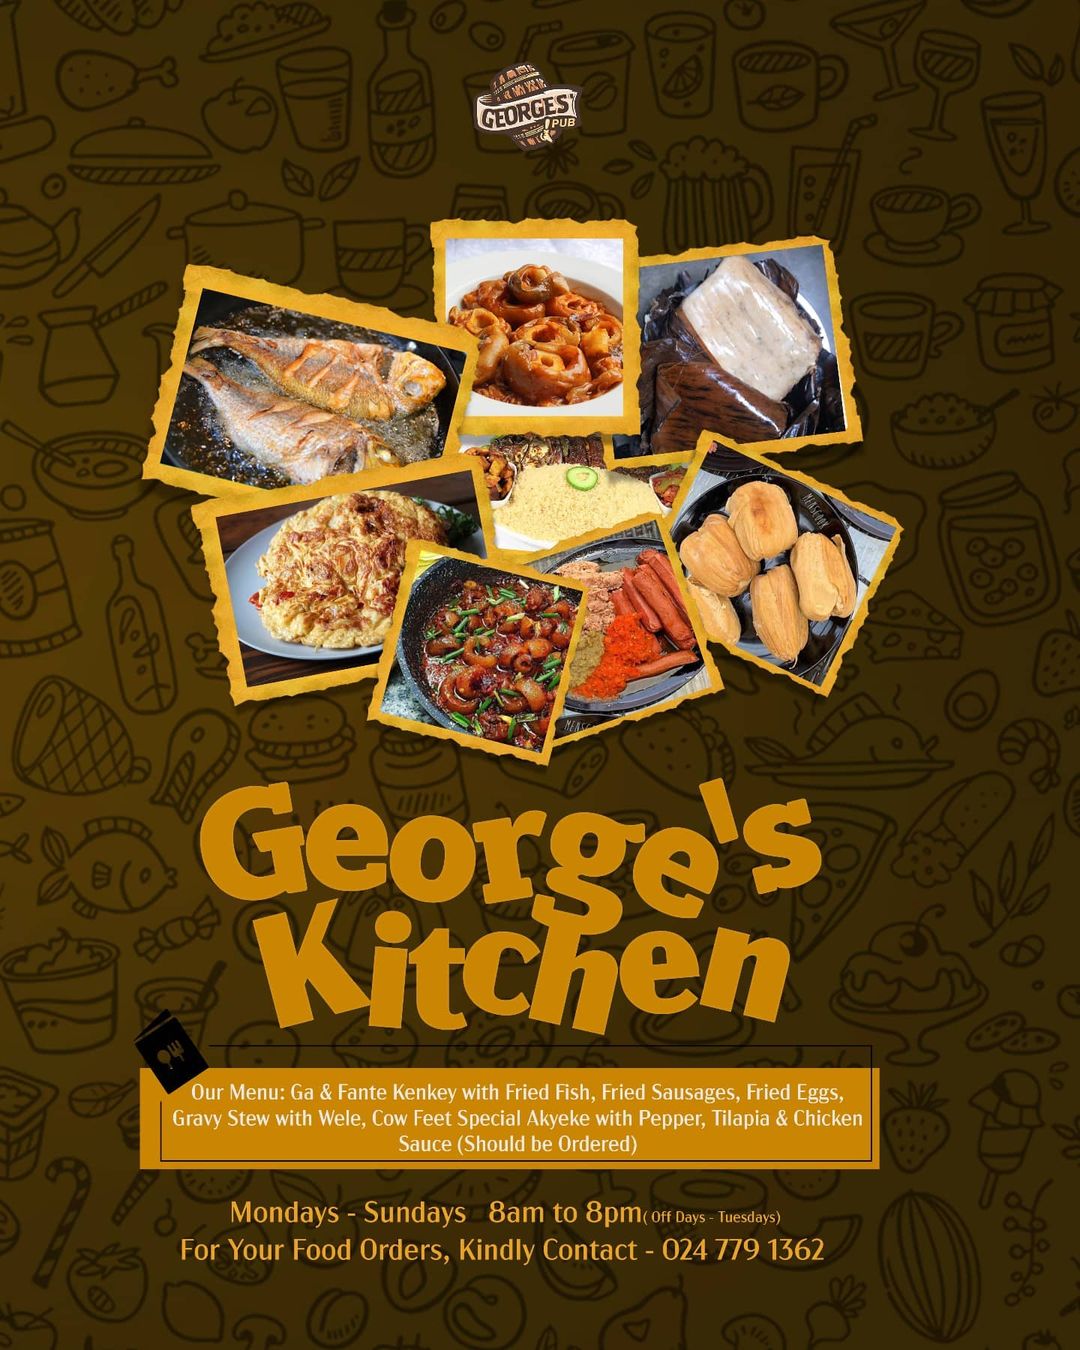 GEORGES'
PUB
MENSCOOK
MENSC
George's
Kitchen
Our Menu: Ga & Fante Kenkey with Fried Fish, Fried Sausages, Fried Eggs,
Gravy Stew with Wele, Cow Feet Special Akyeke with Pepper, Tilapia & Chicken
Sauce (Should be Ordered)
Mondays - Sundays 8am to 8pm( Off Days - Tuesdays)
For Your Food Orders, Kindly Contact - 024 779 1362